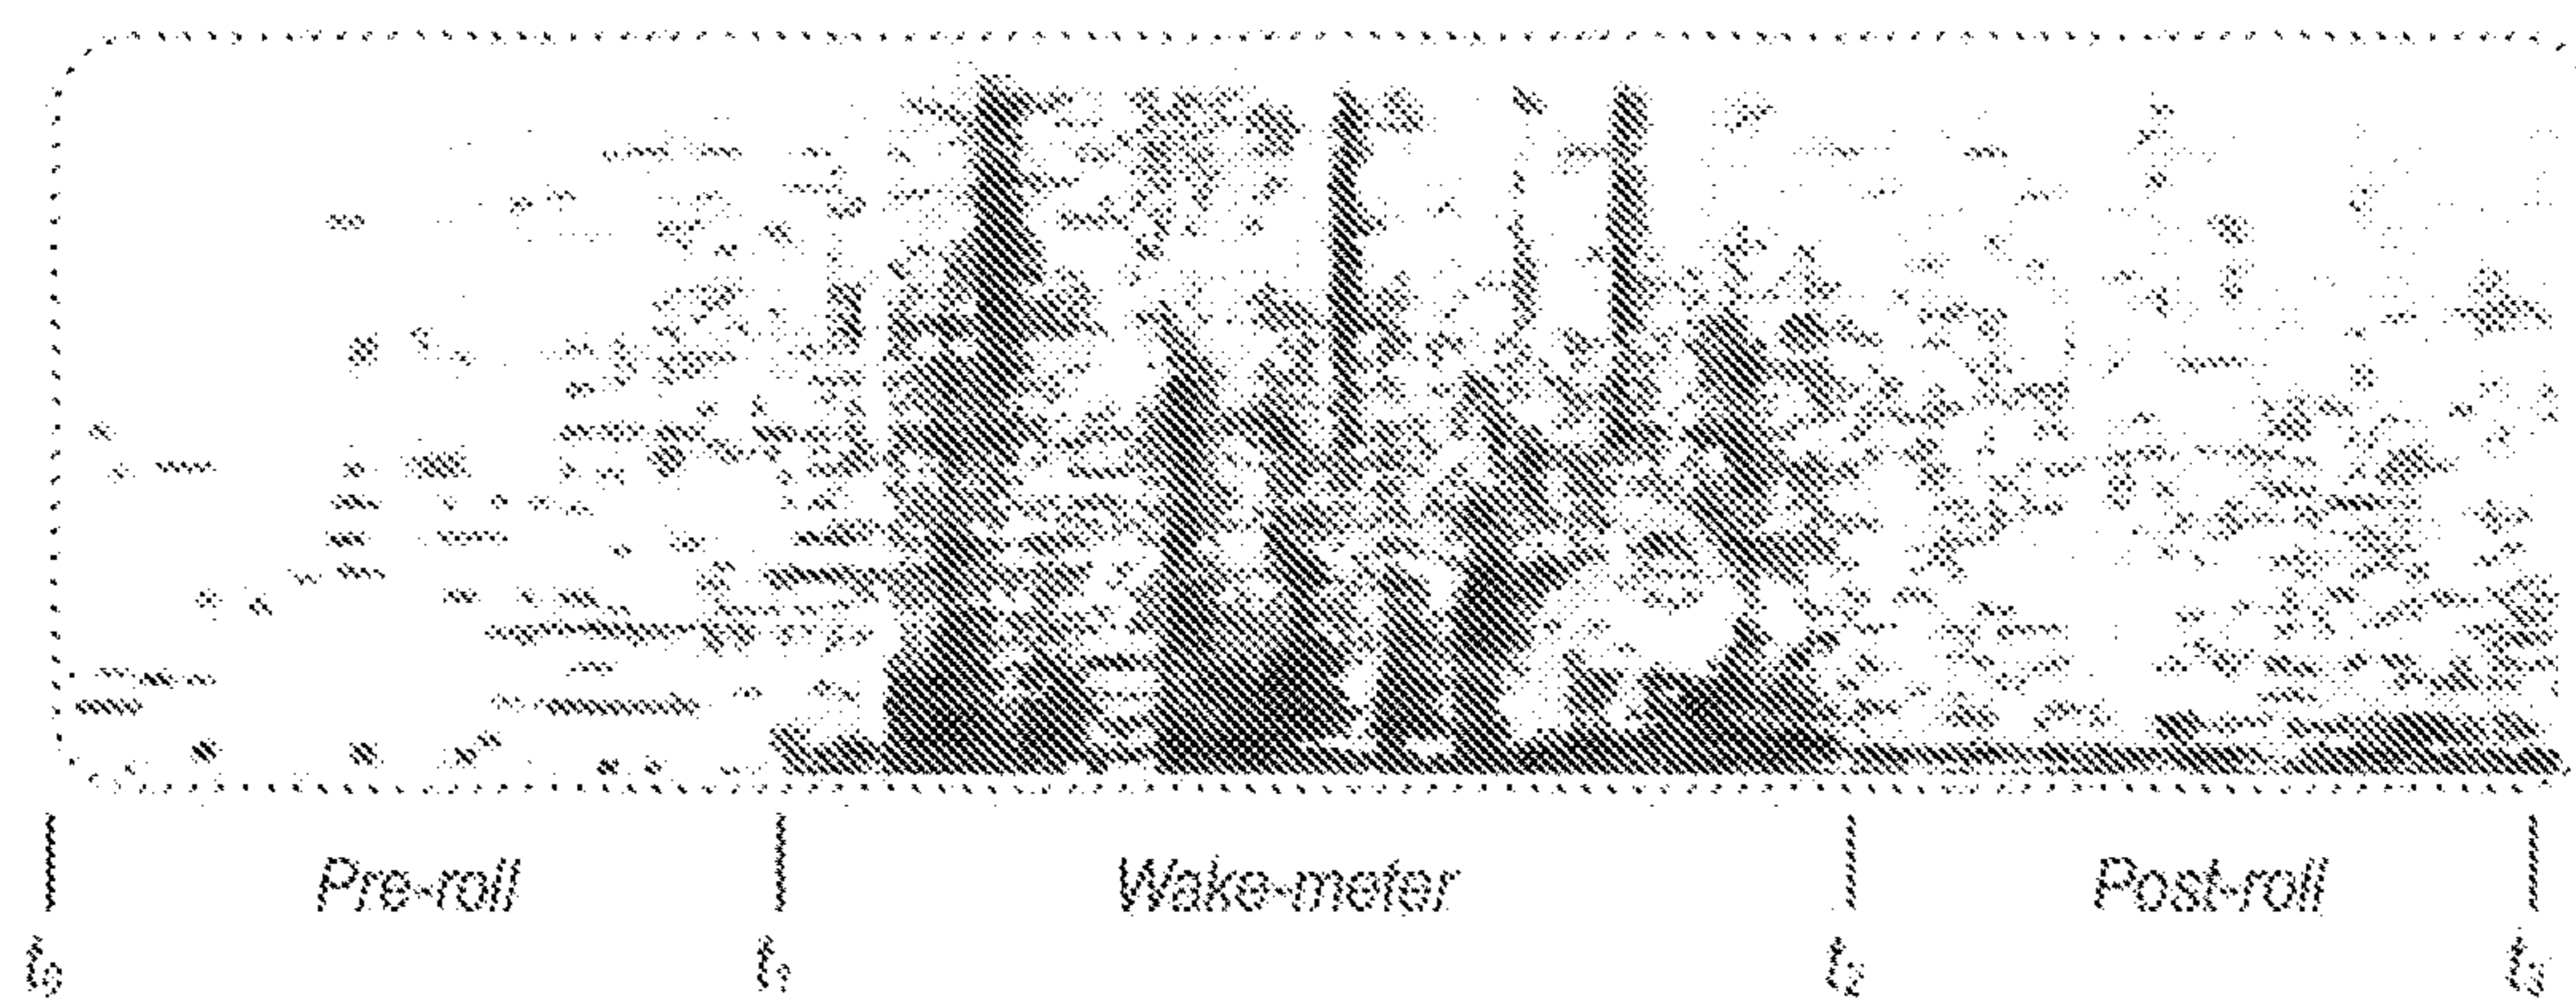 Pre-roll Wake-meter Post-roll
t₀ t₁ t₂ t₃